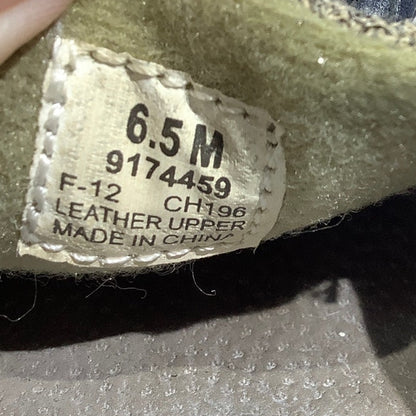 6.5 M
9174459
F-12 CH196
LEATHER UPPER
MADE IN CHINA